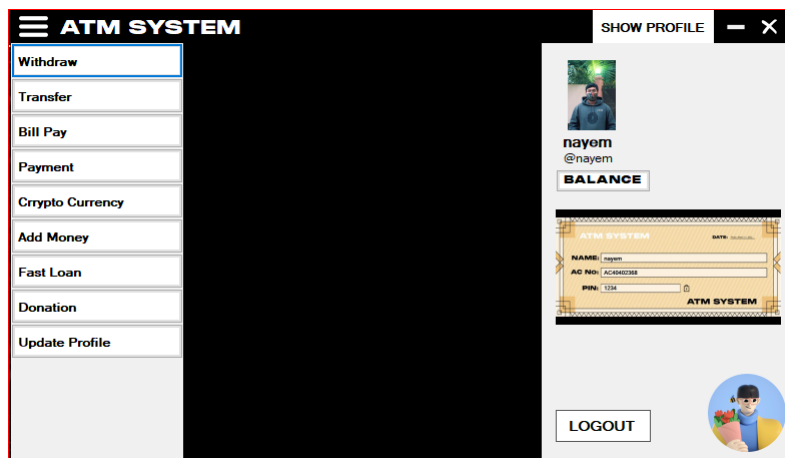 ATM SYSTEM
SHOW PROFILE
Withdraw
Transfer
Bill Pay
Payment
Crrypto Currency
Add Money
Fast Loan
Donation
Update Profile
nayem
@nayem
BALANCE
ATM SYSTEM
DATE:
NAME: nayem
AC No: AC40402368
PIN: 1234
ATM SYSTEM
LOGOUT